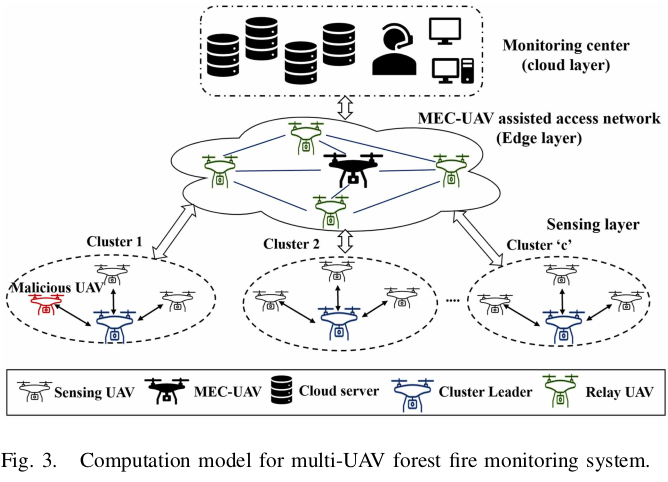 Monitoring center
(cloud layer)
MEC-UAV assisted access network
(Edge layer)
Sensing layer
Cluster 1
Cluster 2
Cluster ‘c’
Malicious UAV
....
Sensing UAV
MEC-UAV
Cloud server
Cluster Leader
Relay UAV
Fig. 3. Computation model for multi-UAV forest fire monitoring system.